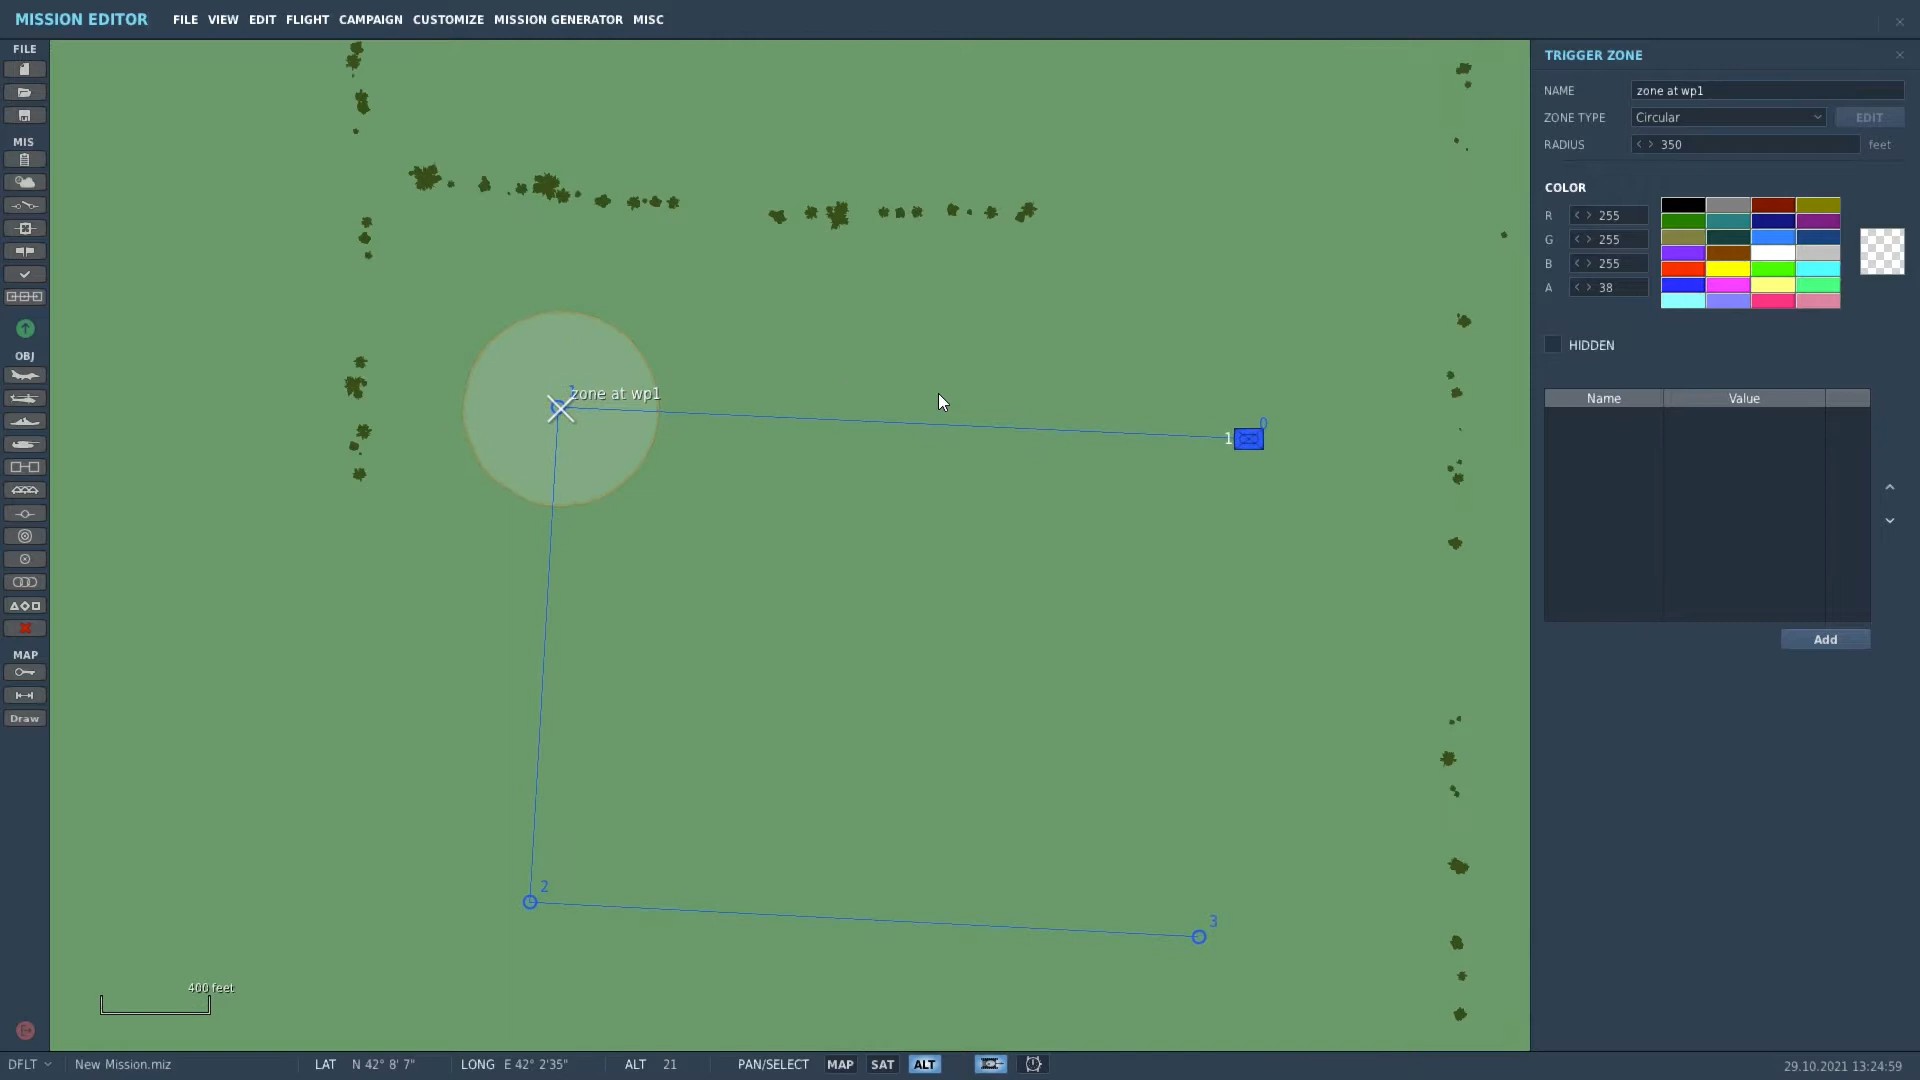 MISSION EDITOR FILE VIEW EDIT FLIGHT CAMPAIGN CUSTOMIZE MISSION GENERATOR MISC
FILE
MIS
OBJ
MAP
Draw
1
zone at wp1
1
0
2
3
400 feet
TRIGGER ZONE
NAME zone at wp1
ZONE TYPE Circular EDIT
RADIUS 350 feet
COLOR
R 255
G 255
B 255
A 38
HIDDEN
Name Value
Add
DFLT New Mission.miz LAT N 42° 8' 7" LONG E 42° 2'35" ALT 21 PAN/SELECT MAP SAT ALT 29.10.2021 13:24:59